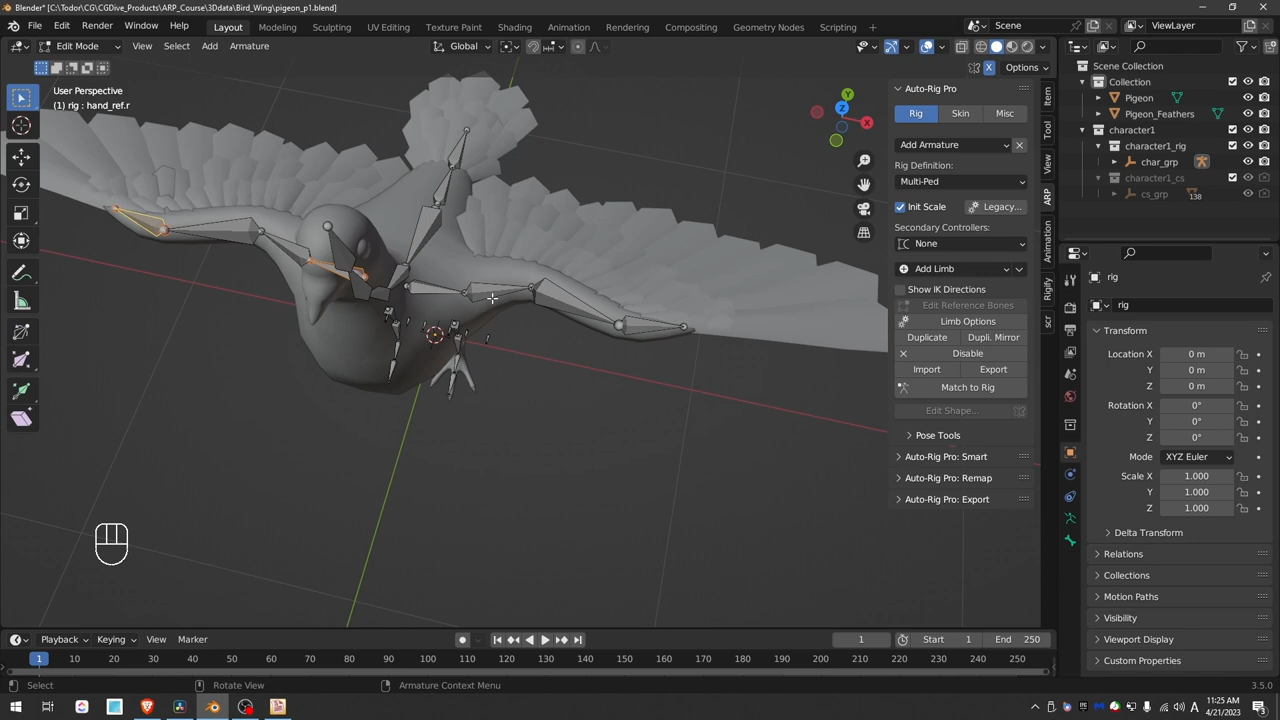 Blender* [C:\Todor\CG\CGDive_Products\ARP_Course\3Ddata\Bird_Wing\pigeon_p1.blend]
File Edit Render Window Help Layout Modeling Sculpting UV Editing Texture Paint Shading Animation Rendering Compositing Geometry Nodes Scripting Scene ViewLayer
Edit Mode View Select Add Armature Global
Options
User Perspective
(1) rig : hand_ref.r
Z
Y
X
Auto-Rig Pro
Rig Skin Misc
Add Armature
Rig Definition:
Multi-Ped
Init Scale Legacy...
Secondary Controllers:
None
Add Limb
Show IK Directions
Edit Reference Bones
Limb Options
Duplicate Dupli. Mirror
Disable
Import Export
Match to Rig
Edit Shape...
Pose Tools
Auto-Rig Pro: Smart
Auto-Rig Pro: Remap
Auto-Rig Pro: Export
Item
Tool
View
ARP
Animation
Rigify
scr
Scene Collection
Collection
Pigeon
Pigeon_Feathers
character1
character1_rig
char_grp
character1_cs
cs_grp 138
rig
rig
Transform
Location X 0 m
Y 0 m
Z 0 m
Rotation X 0°
Y 0°
Z 0°
Mode XYZ Euler
Scale X 1.000
Y 1.000
Z 1.000
Delta Transform
Relations
Collections
Motion Paths
Visibility
Viewport Display
Custom Properties
Playback Keying View Marker 1 Start 1 End 250
1 10 20 30 40 50 60 70 80 90 100 110 120 130 140 150 160 170 180 190 200 210 220 230 240 250
Select Rotate View Armature Context Menu 3.5.0
11:25 AM
4/21/2023